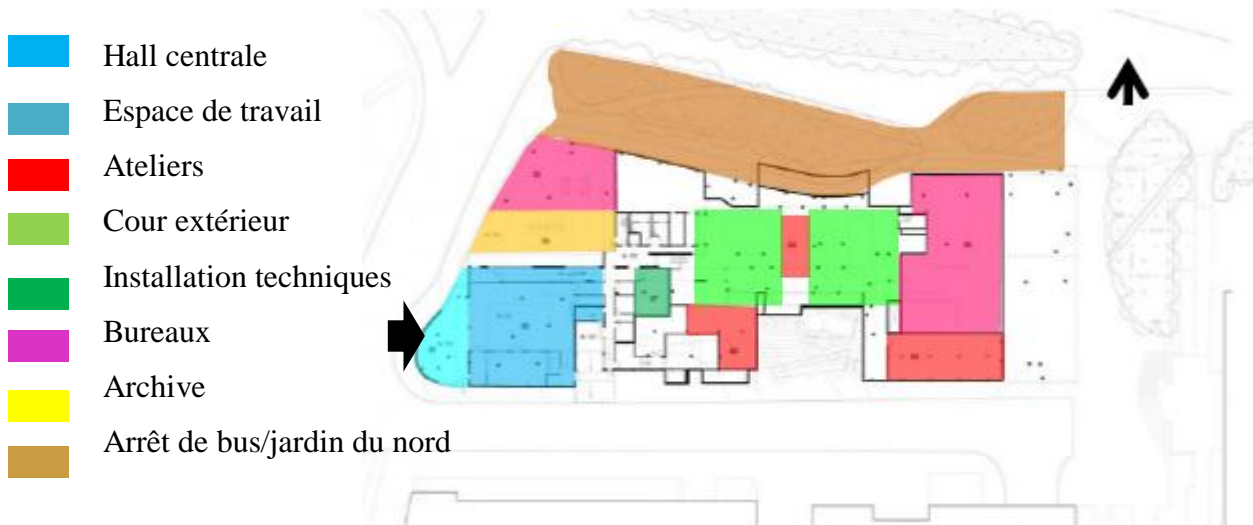 Hall centrale
Espace de travail
Ateliers
Cour extérieur
Installation techniques
Bureaux
Archive
Arrêt de bus/jardin du nord